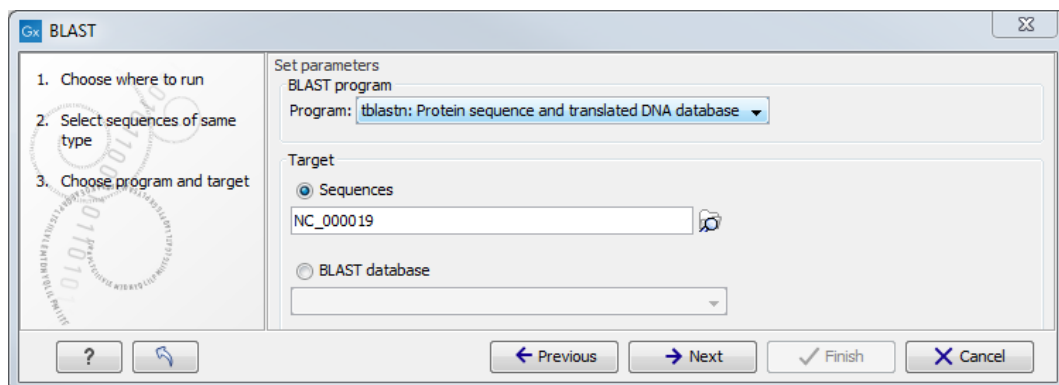 Gx BLAST
1. Choose where to run
2. Select sequences of same
type
3. Choose program and target
Set parameters
BLAST program
Program: tblastn: Protein sequence and translated DNA database
Target
Sequences
NC_000019
BLAST database
?
Previous
Next
Finish
Cancel